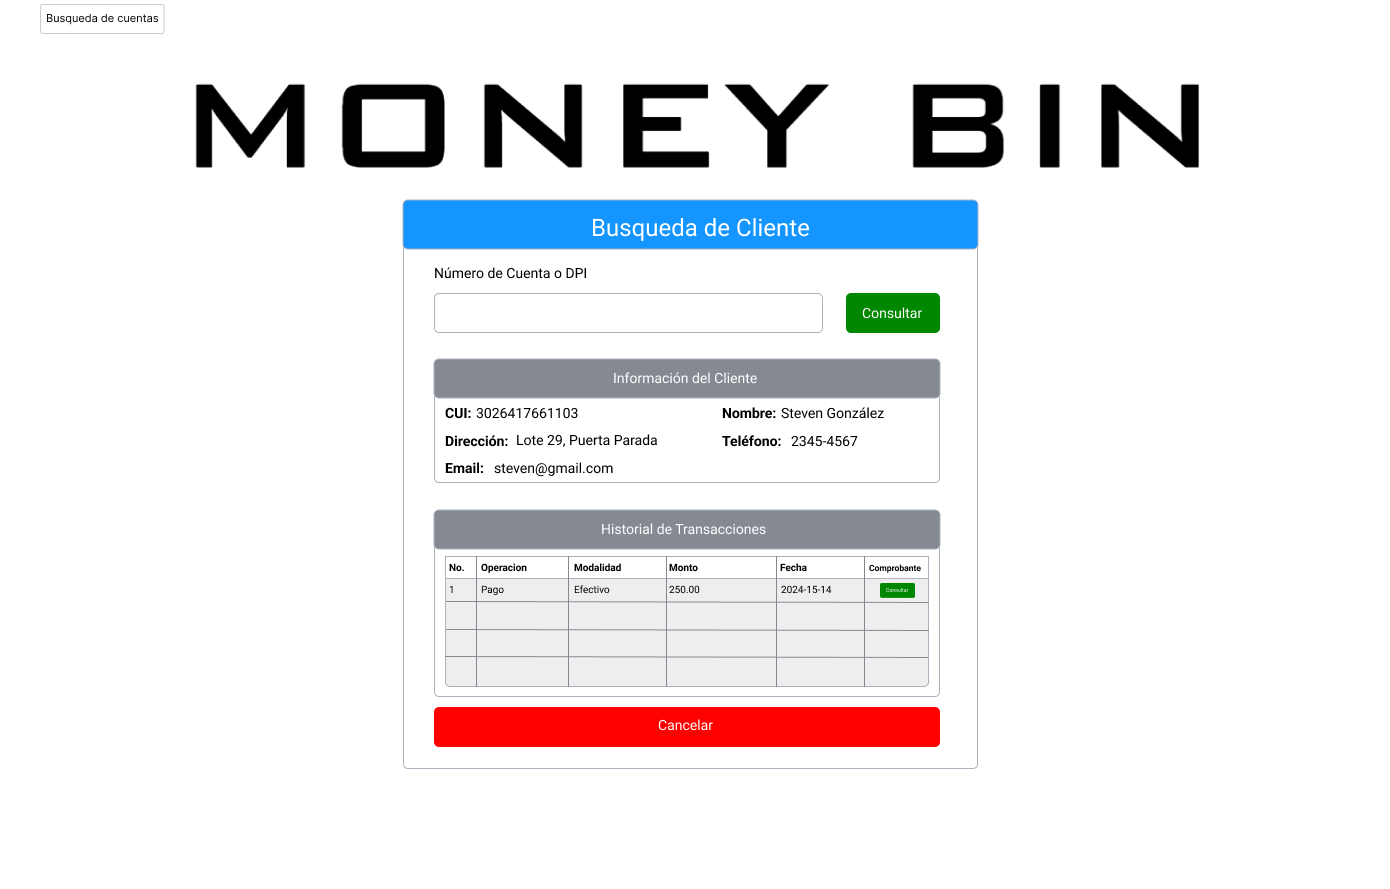 Busqueda de cuentas
MONEY BIN
Busqueda de Cliente
Número de Cuenta o DPI
Consultar
Información del Cliente
CUI: 3026417661103 Nombre: Steven González
Dirección: Lote 29, Puerta Parada Teléfono: 2345-4567
Email: steven@gmail.com
Historial de Transacciones
No. Operacion Modalidad Monto Fecha Comprobante
1 Pago Efectivo 250.00 2024-15-14 Consultar
Cancelar